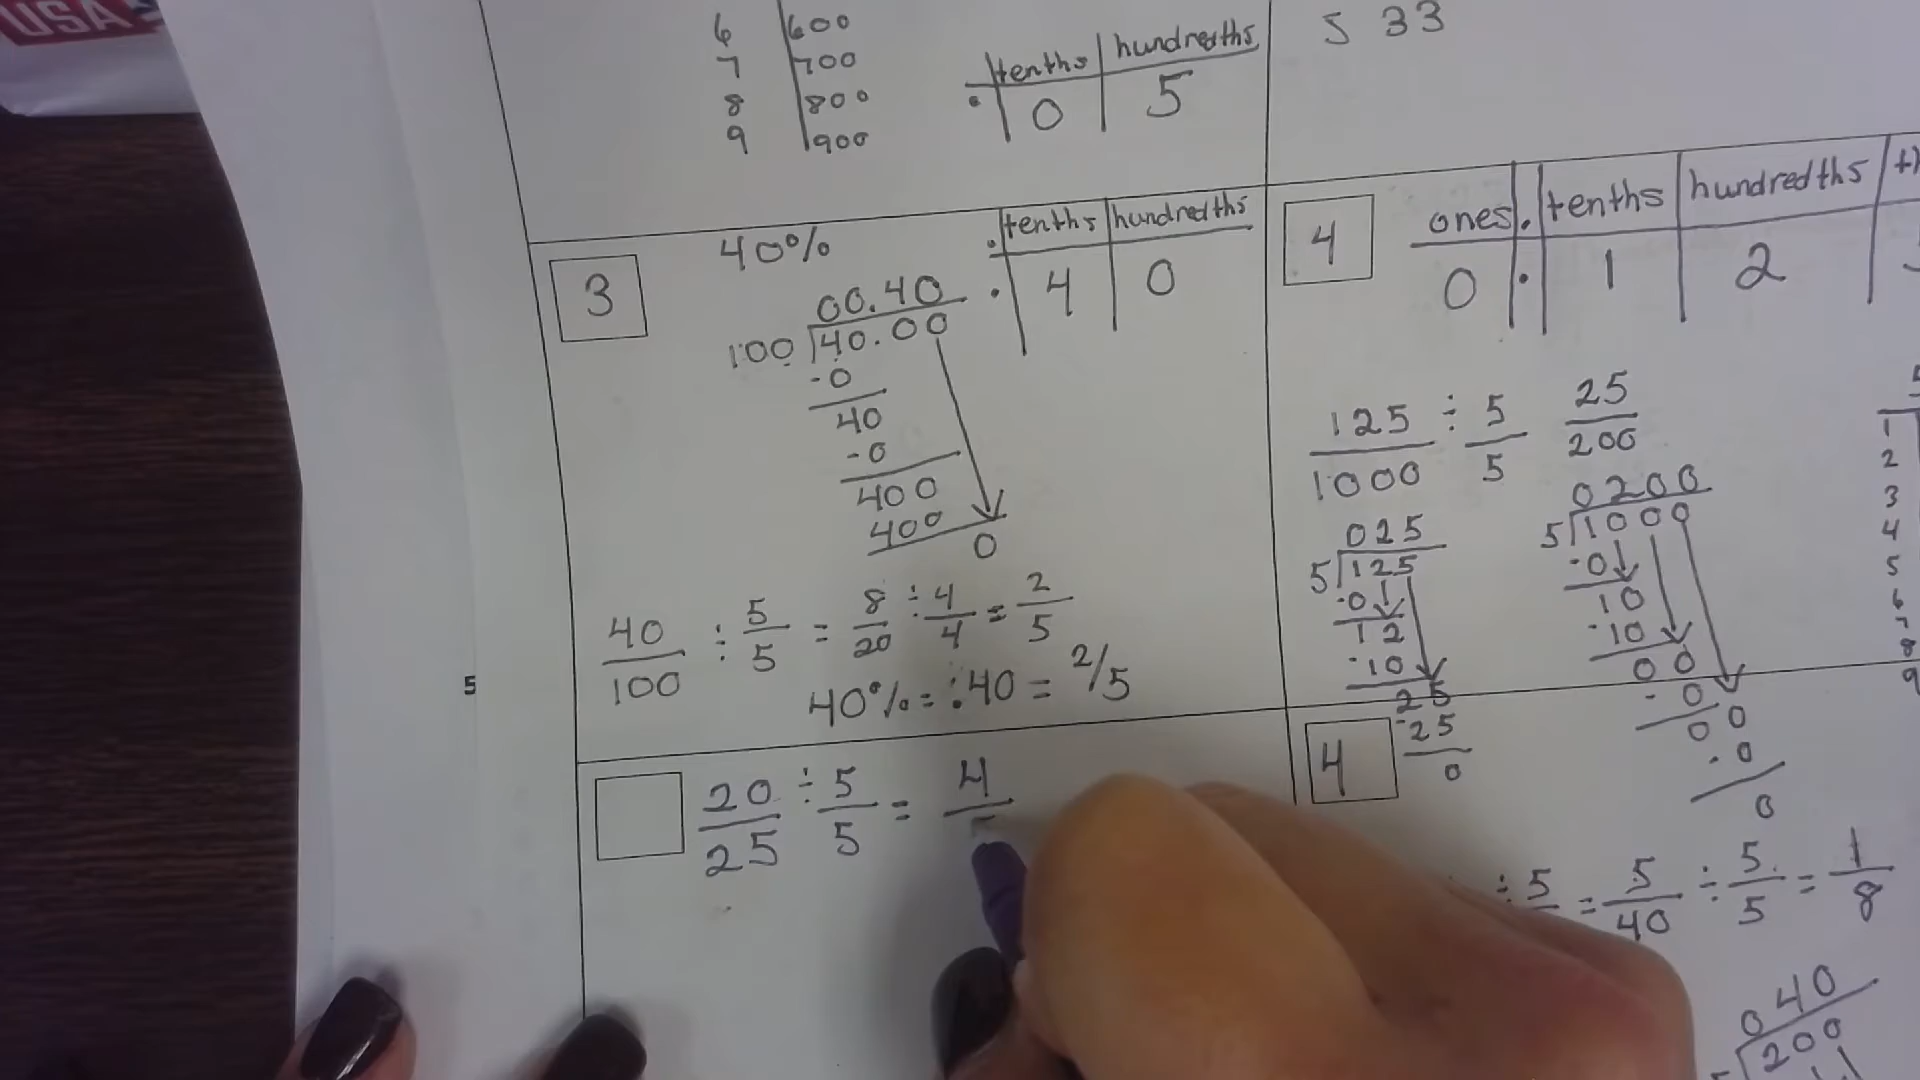 USA
6 | 600
7 | 700
8 | 800
9 | 900
. tenths | hundredths
0 | 5
5 33
3
40%
. tenths | hundredths
. 4 | 0
00.40
100 40.00
-0
40
-0
400
400
0
40/100 ÷ 5/5 = 8/20 ÷ 4/4 = 2/5
40% = .40 = 2/5
5
4
ones . tenths | hundredths
0 . 1 | 2
125/1000 ÷ 5/5 25/200
025
5 125
-0
12
-10
25
-25
0
0200
5 1000
-0
10
-10
00
-0
00
-0
0
1
2
3
4
5
6
7
8
9
20/25 ÷ 5/5 = 4
4
÷ 5 = 5/40 ÷ 5/5 = 1/8
040
200